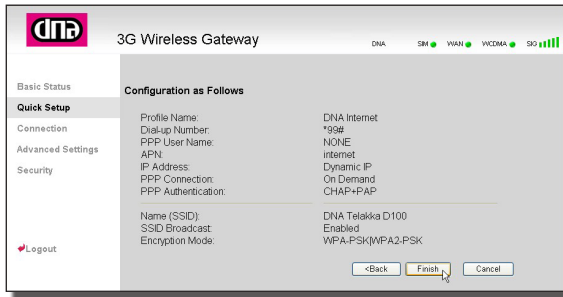 dna
3G Wireless Gateway
DNA SIM WAN WCDMA SIG
Basic Status
Quick Setup
Connection
Advanced Settings
Security
Logout
Configuration as Follows
Profile Name: DNA Internet
Dial-up Number: *99#
PPP User Name: NONE
APN: internet
IP Address: Dynamic IP
PPP Connection: On Demand
PPP Authentication: CHAP+PAP
Name (SSID): DNA Telakka D100
SSID Broadcast: Enabled
Encryption Mode: WPA-PSK|WPA2-PSK
<Back Finish Cancel